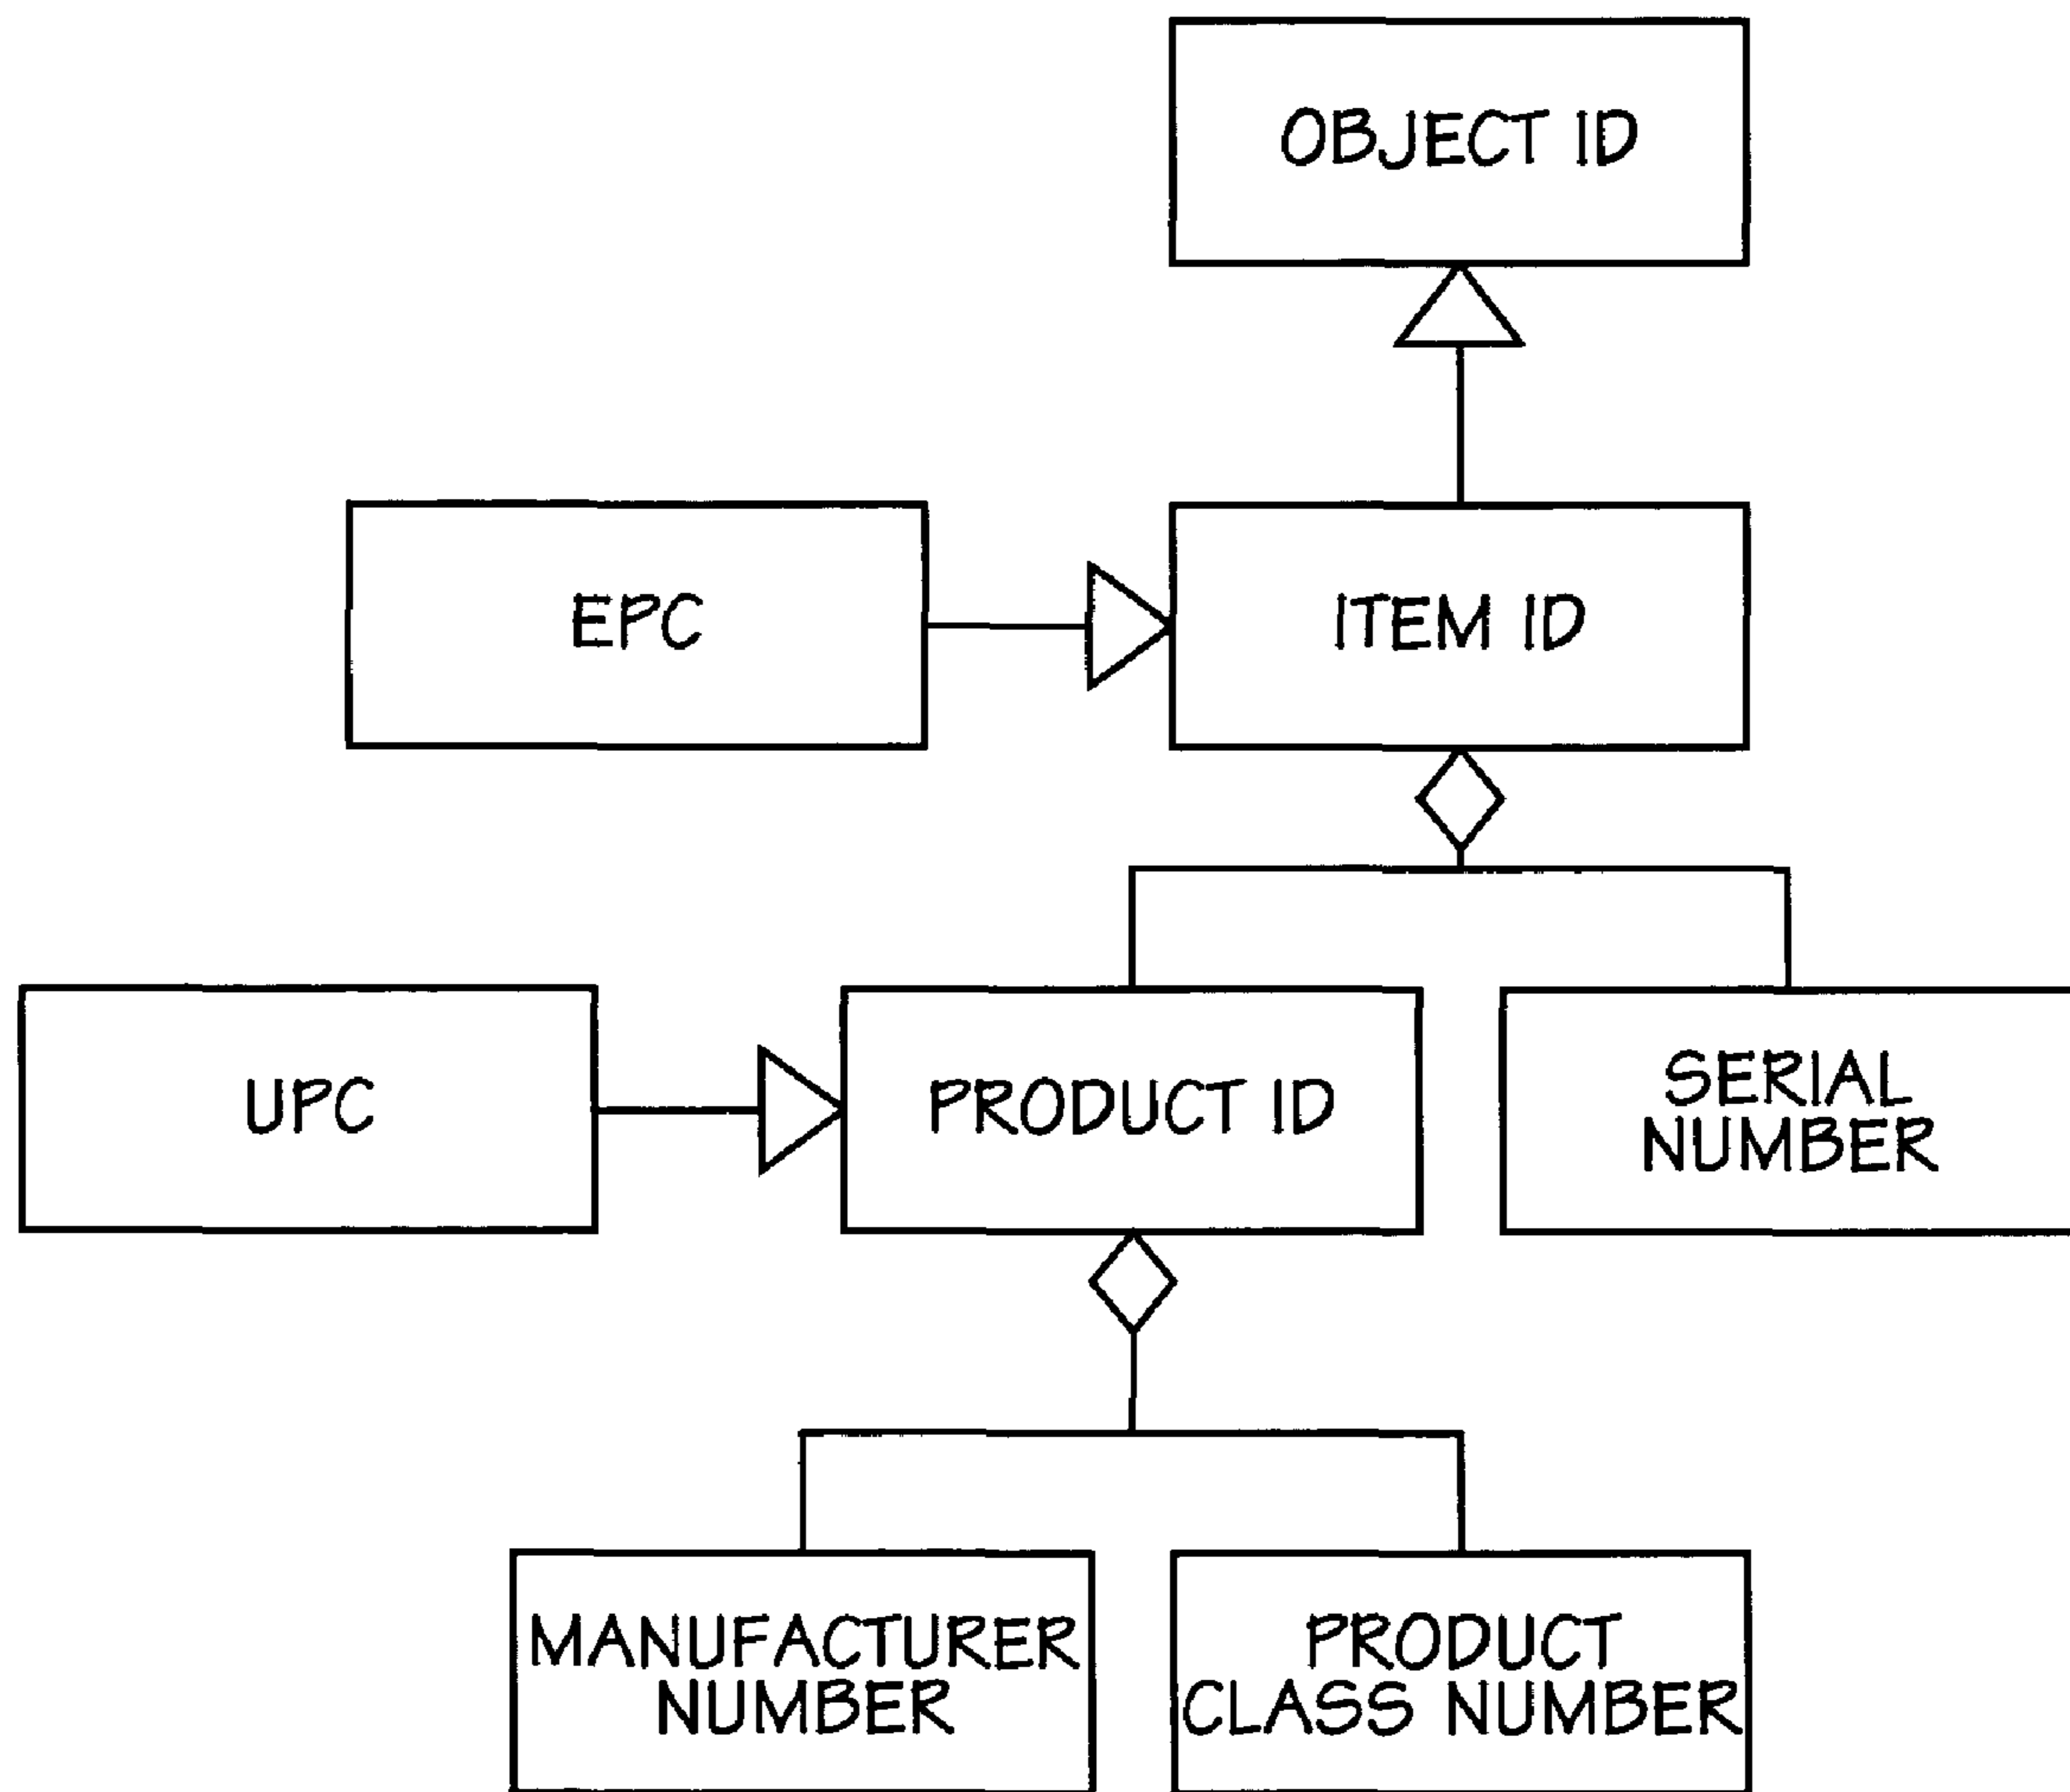 OBJECT ID
EPC
ITEM ID
UPC
PRODUCT ID
SERIAL
NUMBER
MANUFACTURER
NUMBER
PRODUCT
CLASS NUMBER